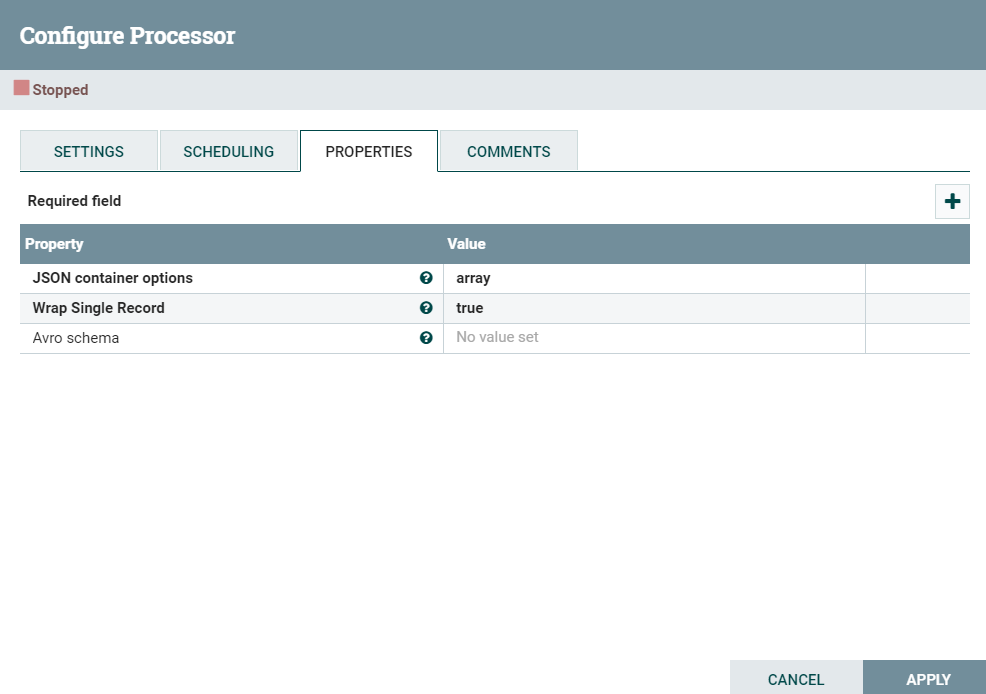 Configure Processor
Stopped
SETTINGS SCHEDULING PROPERTIES COMMENTS
Required field
Property Value
JSON container options array
Wrap Single Record true
Avro schema No value set
CANCEL APPLY